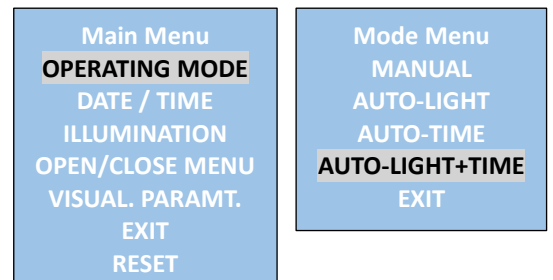 Main Menu
OPERATING MODE
DATE / TIME
ILLUMINATION
OPEN/CLOSE MENU
VISUAL. PARAMT.
EXIT
RESET
Mode Menu
MANUAL
AUTO-LIGHT
AUTO-TIME
AUTO-LIGHT+TIME
EXIT